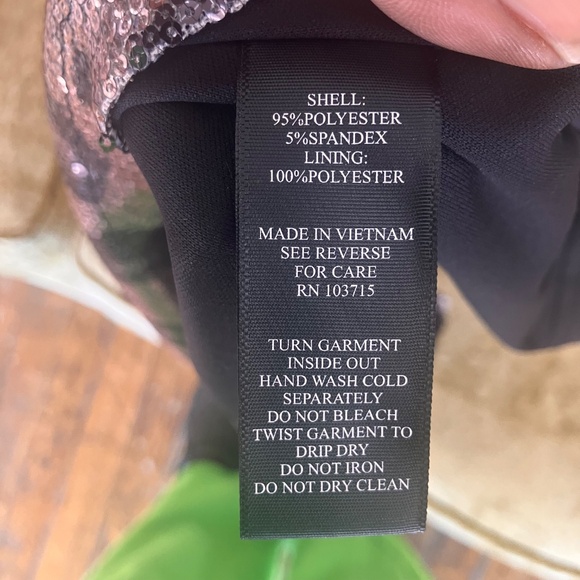 SHELL:
95%POLYESTER
5%SPANDEX
LINING:
100%POLYESTER
MADE IN VIETNAM
SEE REVERSE
FOR CARE
RN 103715
TURN GARMENT
INSIDE OUT
HAND WASH COLD
SEPARATELY
DO NOT BLEACH
TWIST GARMENT TO
DRIP DRY
DO NOT IRON
DO NOT DRY CLEAN